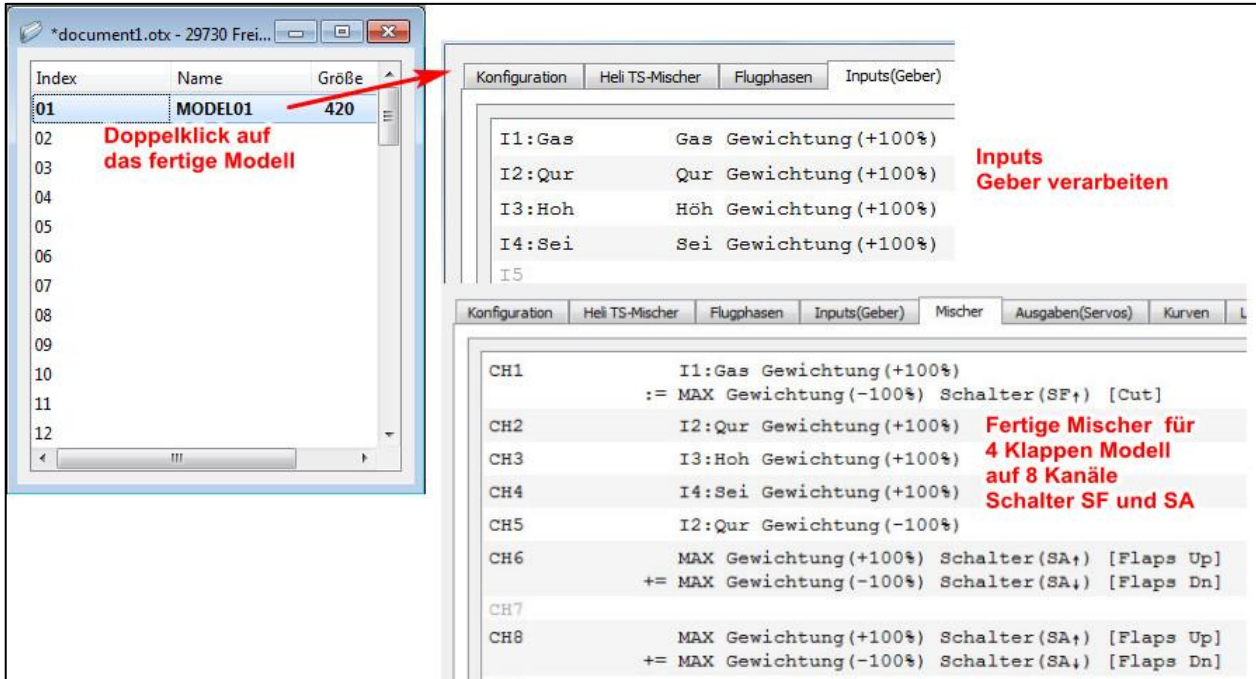 *document1.otx - 29730 Frei...
Index Name Größe
01 MODEL01 420
02
03
04
05
06
07
08
09
10
11
12
Doppelklick auf
das fertige Modell
Konfiguration Heli TS-Mischer Flugphasen Inputs(Geber)
I1:Gas Gas Gewichtung(+100%)
I2:Qur Qur Gewichtung(+100%)
I3:Hoh Höh Gewichtung(+100%)
I4:Sei Sei Gewichtung(+100%)
I5
Inputs
Geber verarbeiten
Konfiguration Heli TS-Mischer Flugphasen Inputs(Geber) Mischer Ausgaben(Servos) Kurven L
CH1 I1:Gas Gewichtung(+100%)
:= MAX Gewichtung(-100%) Schalter(SF↑) [Cut]
CH2 I2:Qur Gewichtung(+100%)
CH3 I3:Hoh Gewichtung(+100%)
CH4 I4:Sei Gewichtung(+100%)
CH5 I2:Qur Gewichtung(-100%)
CH6 MAX Gewichtung(+100%) Schalter(SA↑) [Flaps Up]
+= MAX Gewichtung(-100%) Schalter(SA↓) [Flaps Dn]
CH7
CH8 MAX Gewichtung(+100%) Schalter(SA↑) [Flaps Up]
+= MAX Gewichtung(-100%) Schalter(SA↓) [Flaps Dn]
Fertige Mischer für
4 Klappen Modell
auf 8 Kanäle
Schalter SF und SA